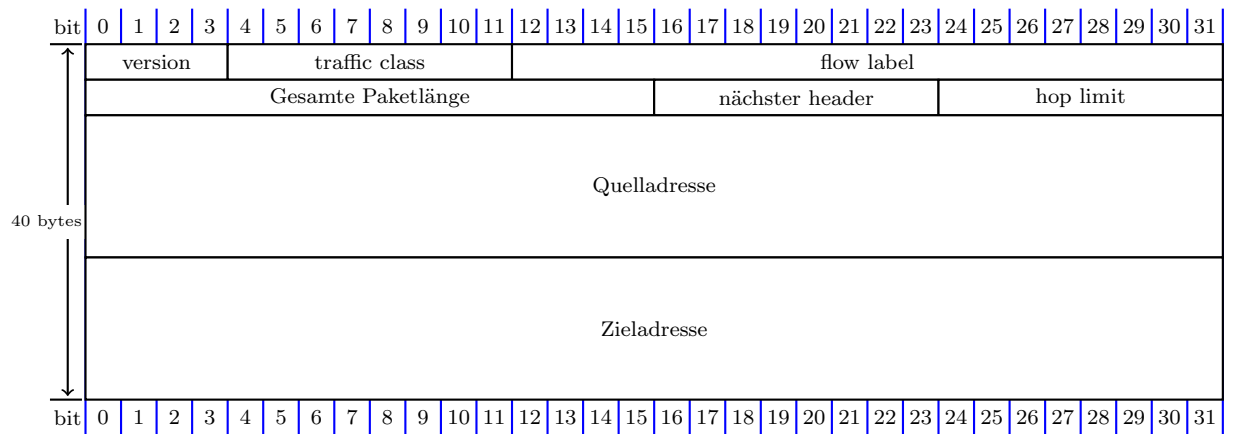 bit 0 1 2 3 4 5 6 7 8 9 10 11 12 13 14 15 16 17 18 19 20 21 22 23 24 25 26 27 28 29 30 31
version traffic class flow label
Gesamte Paketlänge nächster header hop limit
Quelladresse
40 bytes
Zieladresse
bit 0 1 2 3 4 5 6 7 8 9 10 11 12 13 14 15 16 17 18 19 20 21 22 23 24 25 26 27 28 29 30 31